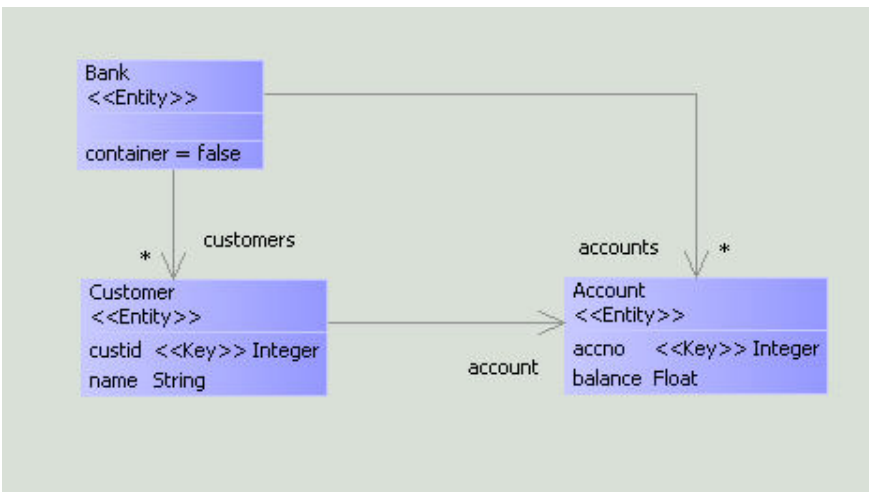 Bank
<<Entity>>
container = false
customers
*
accounts
*
Customer
<<Entity>>
custid <<Key>> Integer
name String
account
Account
<<Entity>>
accno <<Key>> Integer
balance Float